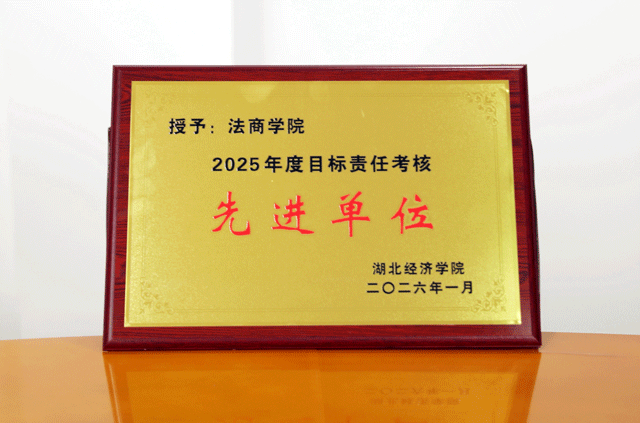 授予：法商学院
2025年度目标责任考核
先进单位
湖北经济学院
二〇二六年一月